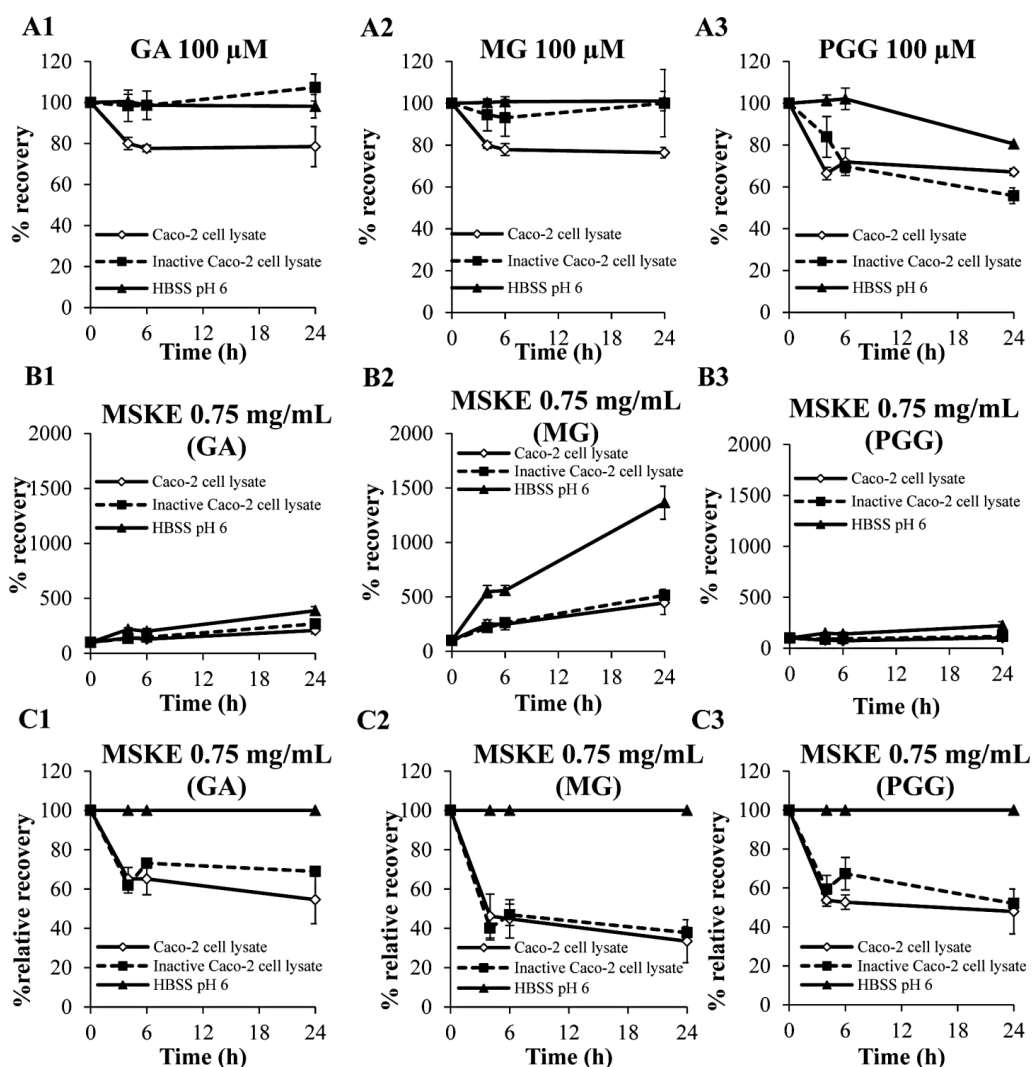 A1
GA 100 µM
% recovery
120
100
80
60
40
20
0
Caco-2 cell lysate
Inactive Caco-2 cell lysate
HBSS pH 6
0 6 12 18 24
Time (h)
A2
MG 100 µM
% recovery
120
100
80
60
40
20
0
Caco-2 cell lysate
Inactive Caco-2 cell lysate
HBSS pH 6
0 6 12 18 24
Time (h)
A3
PGG 100 µM
% recovery
120
100
80
60
40
20
0
Caco-2 cell lysate
Inactive Caco-2 cell lysate
HBSS pH 6
0 6 12 18 24
Time (h)
B1
MSKE 0.75 mg/mL
(GA)
% recovery
2000
1500
1000
500
0
Caco-2 cell lysate
Inactive Caco-2 cell lysate
HBSS pH 6
0 6 12 18 24
Time (h)
B2
MSKE 0.75 mg/mL
(MG)
% recovery
2000
1500
1000
500
0
Caco-2 cell lysate
Inactive Caco-2 cell lysate
HBSS pH 6
0 6 12 18 24
Time (h)
B3
MSKE 0.75 mg/mL
(PGG)
% recovery
2000
1500
1000
500
0
Caco-2 cell lysate
Inactive Caco-2 cell lysate
HBSS pH 6
0 6 12 18 24
Time (h)
C1
MSKE 0.75 mg/mL
(GA)
%relative recovery
120
100
80
60
40
20
0
Caco-2 cell lysate
Inactive Caco-2 cell lysate
HBSS pH 6
0 6 12 18 24
Time (h)
C2
MSKE 0.75 mg/mL
(MG)
% relative recovery
120
100
80
60
40
20
0
Caco-2 cell lysate
Inactive Caco-2 cell lysate
HBSS pH 6
0 6 12 18 24
Time (h)
C3
MSKE 0.75 mg/mL
(PGG)
% relative recovery
120
100
80
60
40
20
0
Caco-2 cell lysate
Inactive Caco-2 cell lysate
HBSS pH 6
0 6 12 18 24
Time (h)